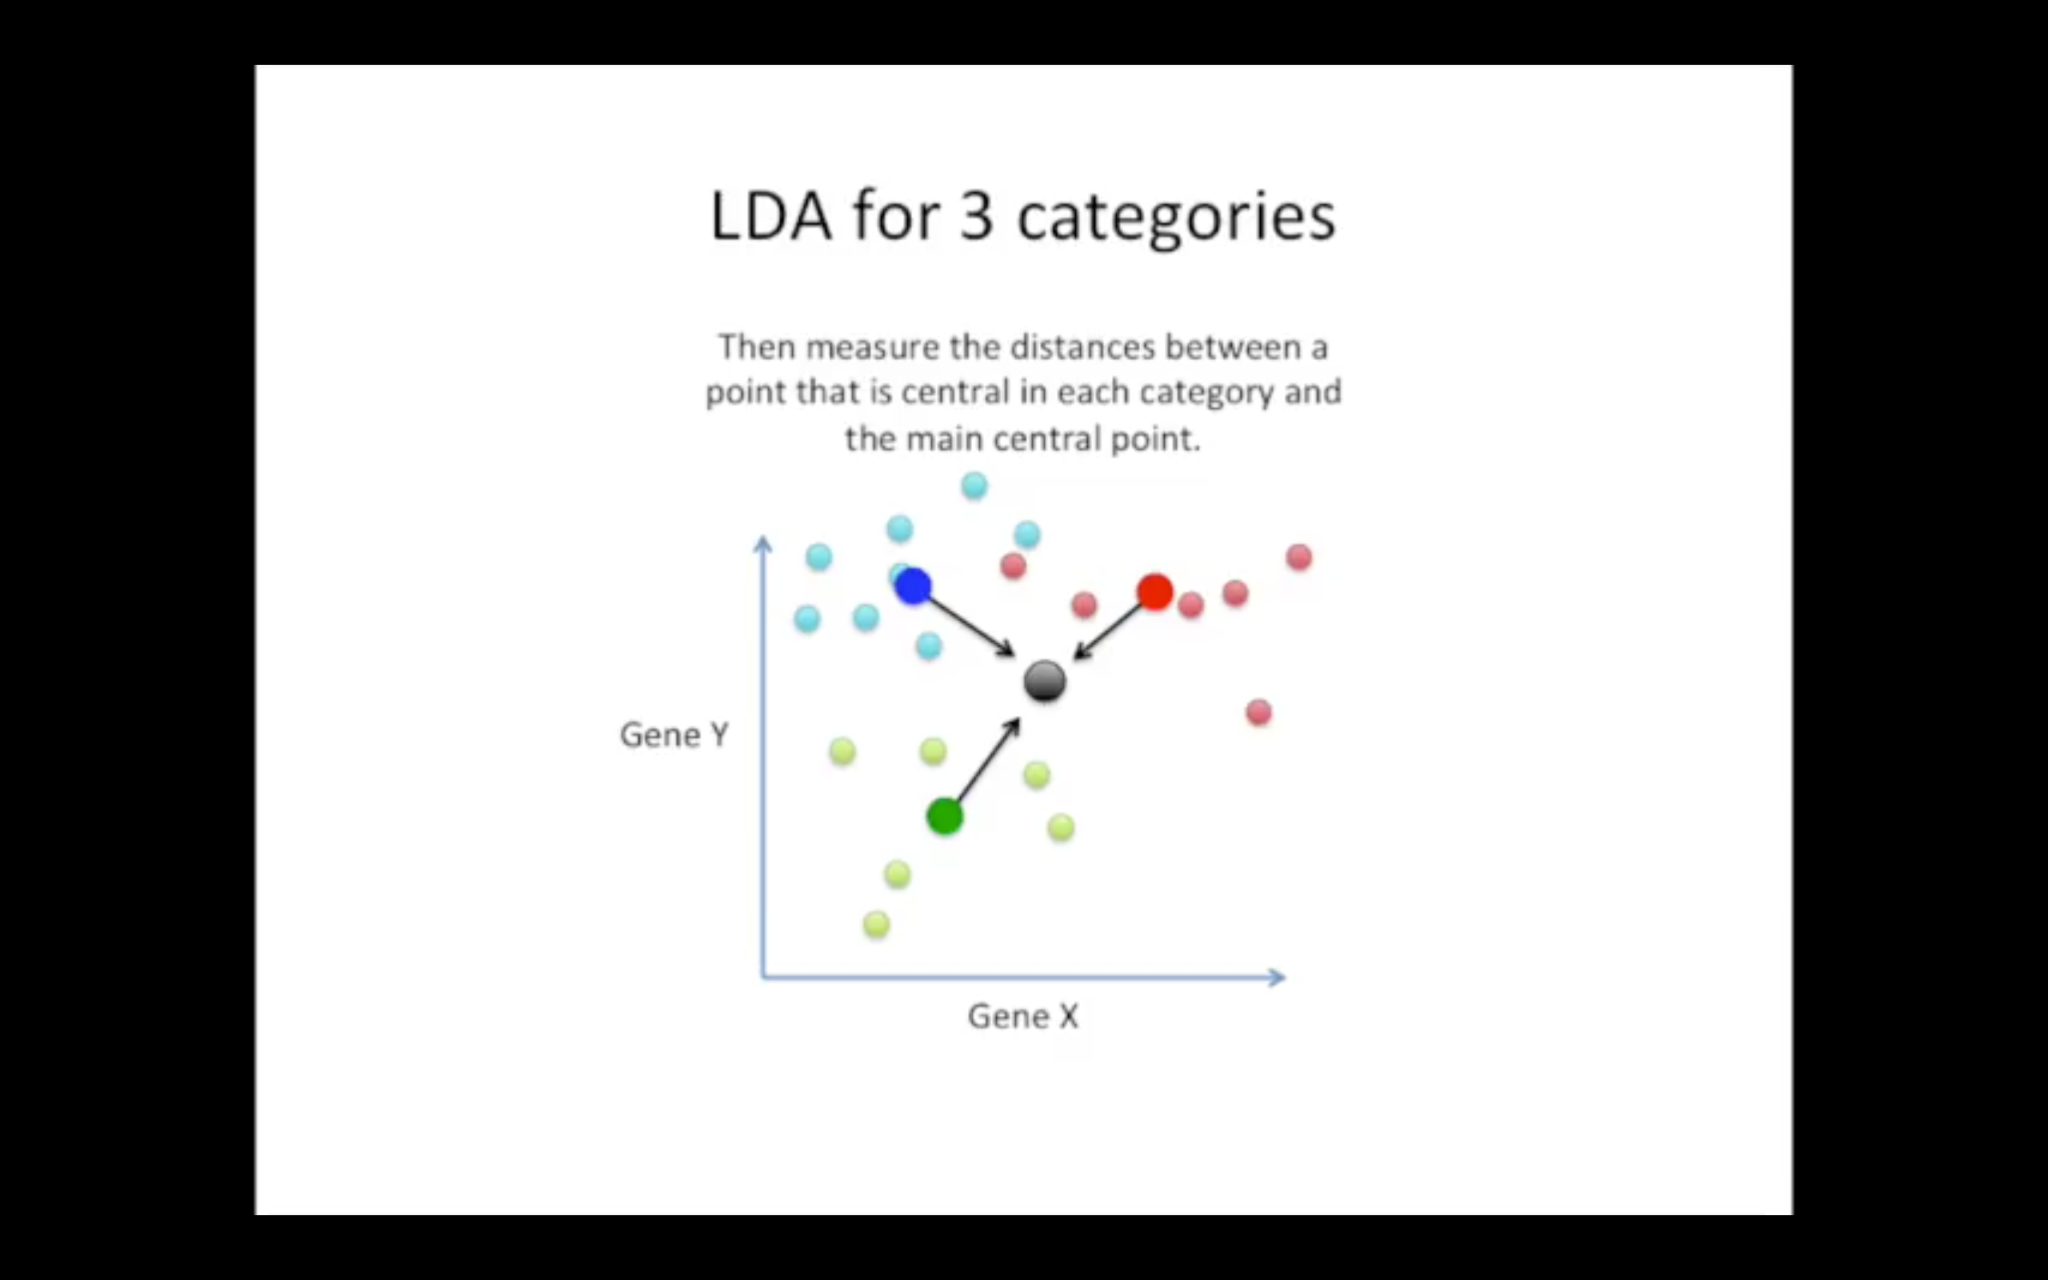 LDA for 3 categories
Then measure the distances between a
point that is central in each category and
the main central point.
Gene Y
Gene X